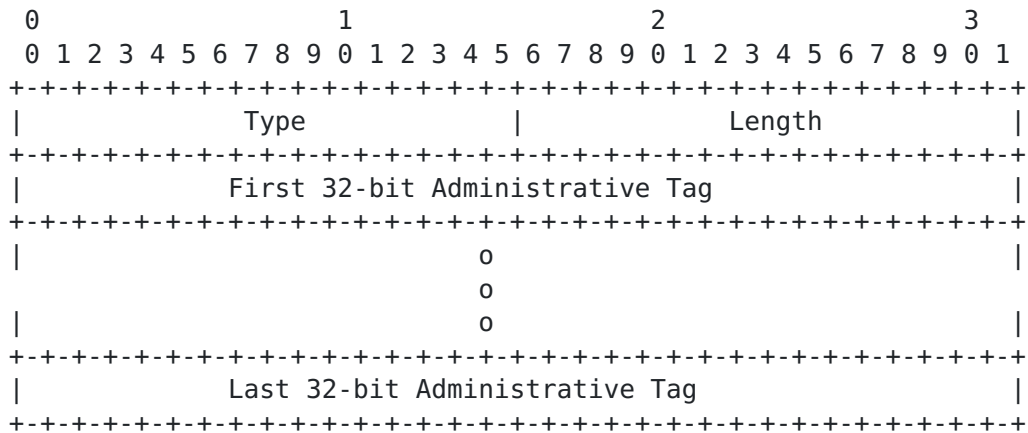 0                   1                   2                   3
 0 1 2 3 4 5 6 7 8 9 0 1 2 3 4 5 6 7 8 9 0 1 2 3 4 5 6 7 8 9 0 1
+-+-+-+-+-+-+-+-+-+-+-+-+-+-+-+-+-+-+-+-+-+-+-+-+-+-+-+-+-+-+-+-+
|              Type             |             Length            |
+-+-+-+-+-+-+-+-+-+-+-+-+-+-+-+-+-+-+-+-+-+-+-+-+-+-+-+-+-+-+-+-+
|             First 32-bit Administrative Tag                   |
+-+-+-+-+-+-+-+-+-+-+-+-+-+-+-+-+-+-+-+-+-+-+-+-+-+-+-+-+-+-+-+-+
|                             o                                 |
                              o
|                             o                                 |
+-+-+-+-+-+-+-+-+-+-+-+-+-+-+-+-+-+-+-+-+-+-+-+-+-+-+-+-+-+-+-+-+
|             Last 32-bit Administrative Tag                    |
+-+-+-+-+-+-+-+-+-+-+-+-+-+-+-+-+-+-+-+-+-+-+-+-+-+-+-+-+-+-+-+-+